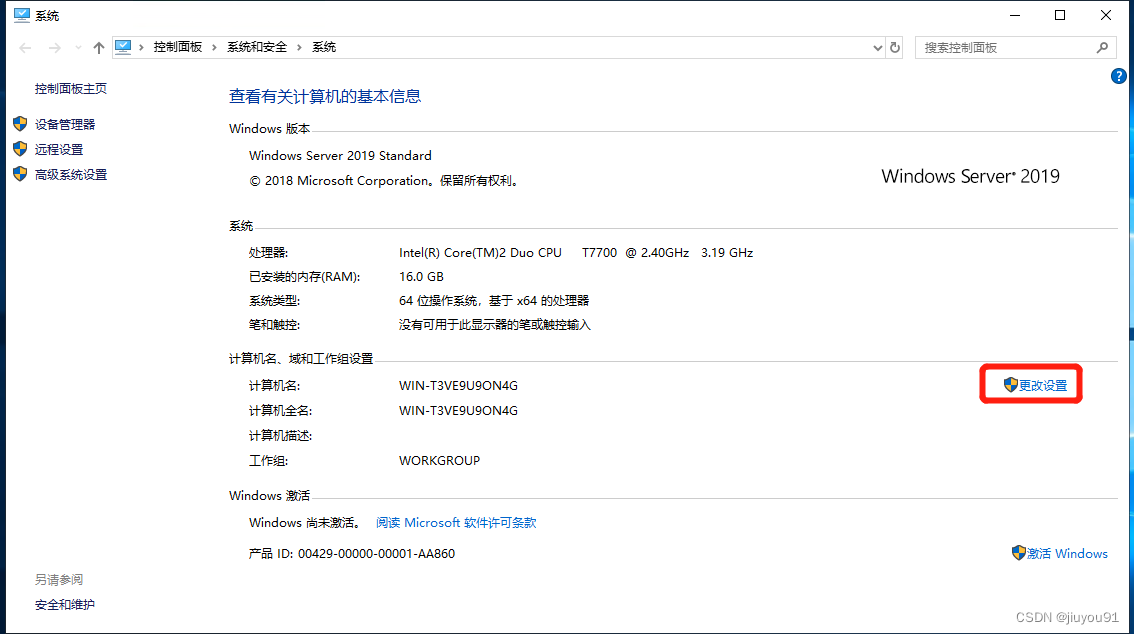 系统
控制面板 系统和安全 系统
搜索控制面板
控制面板主页
设备管理器
远程设置
高级系统设置
查看有关计算机的基本信息
Windows 版本
Windows Server 2019 Standard
© 2018 Microsoft Corporation。保留所有权利。
Windows Server® 2019
系统
处理器: Intel(R) Core(TM)2 Duo CPU T7700 @ 2.40GHz 3.19 GHz
已安装的内存(RAM): 16.0 GB
系统类型: 64 位操作系统，基于 x64 的处理器
笔和触控: 没有可用于此显示器的笔或触控输入
计算机名、域和工作组设置
计算机名: WIN-T3VE9U9ON4G
更改设置
计算机全名: WIN-T3VE9U9ON4G
计算机描述:
工作组: WORKGROUP
Windows 激活
Windows 尚未激活。 阅读 Microsoft 软件许可条款
产品 ID: 00429-00000-00001-AA860
激活 Windows
另请参阅
安全和维护
CSDN @jiuyou91